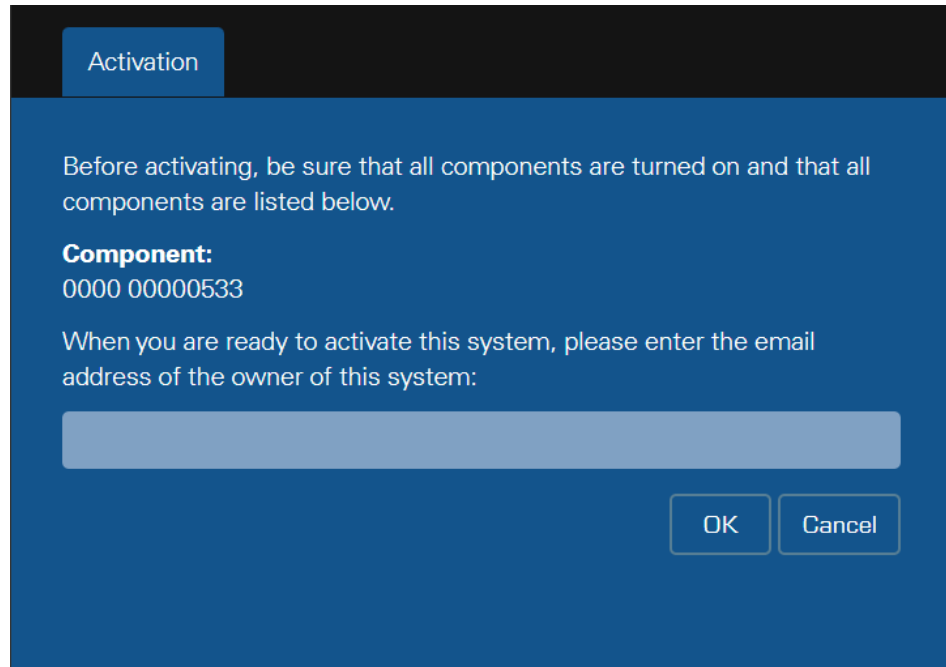 Activation
Before activating, be sure that all components are turned on and that all
components are listed below.
Component:
0000 00000533
When you are ready to activate this system, please enter the email
address of the owner of this system:
OK
Cancel